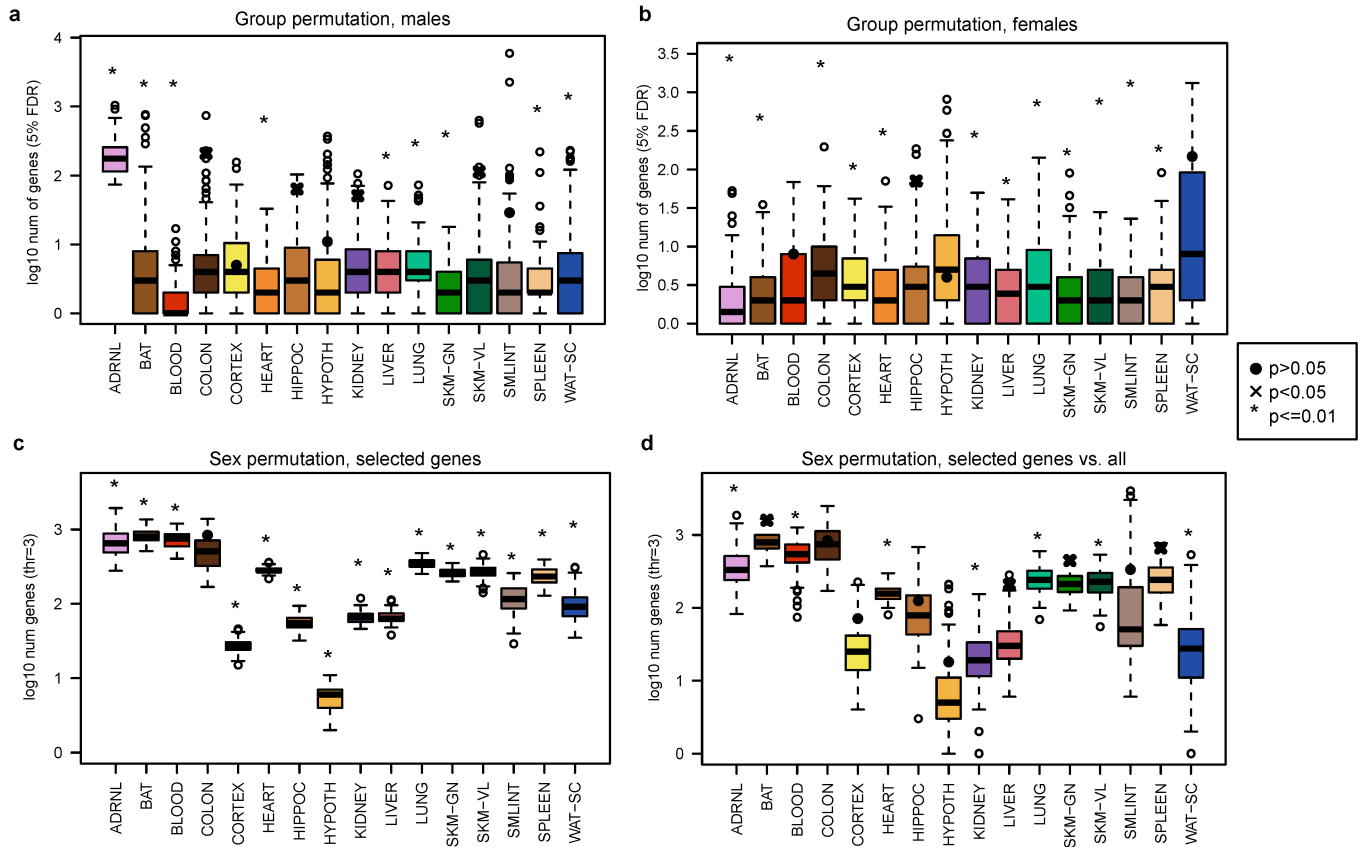 a
Group permutation, males
log10 num of genes (5% FDR)
4
3
2
1
0
ADRNL
BAT
BLOOD
COLON
CORTEX
HEART
HIPPOC
HYPOTH
KIDNEY
LIVER
LUNG
SKM-GN
SKM-VL
SMLINT
SPLEEN
WAT-SC
b
Group permutation, females
log10 num of genes (5% FDR)
3.5
3.0
2.5
2.0
1.5
1.0
0.5
0.0
ADRNL
BAT
BLOOD
COLON
CORTEX
HEART
HIPPOC
HYPOTH
KIDNEY
LIVER
LUNG
SKM-GN
SKM-VL
SMLINT
SPLEEN
WAT-SC
p>0.05
p<0.05
* p<=0.01
c
Sex permutation, selected genes
log10 num genes (thr=3)
3
2
1
0
ADRNL
BAT
BLOOD
COLON
CORTEX
HEART
HIPPOC
HYPOTH
KIDNEY
LIVER
LUNG
SKM-GN
SKM-VL
SMLINT
SPLEEN
WAT-SC
d
Sex permutation, selected genes vs. all
log10 num genes (thr=3)
3
2
1
0
ADRNL
BAT
BLOOD
COLON
CORTEX
HEART
HIPPOC
HYPOTH
KIDNEY
LIVER
LUNG
SKM-GN
SKM-VL
SMLINT
SPLEEN
WAT-SC